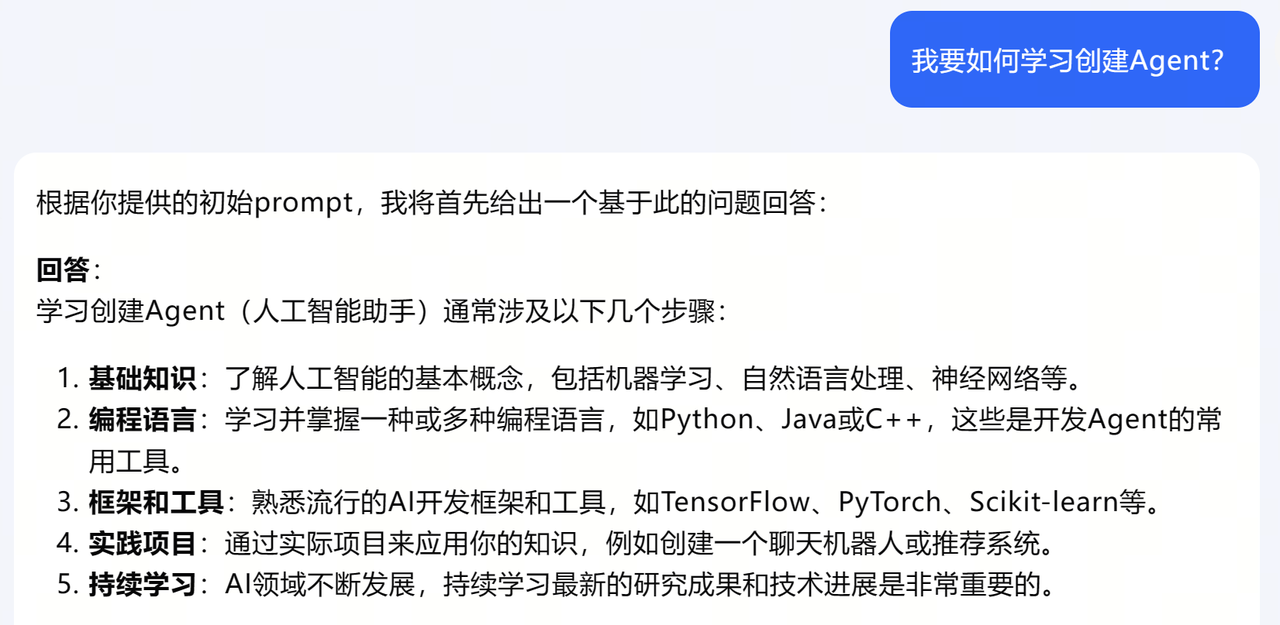 我要如何学习创建Agent？
根据你提供的初始prompt，我将首先给出一个基于此的问题回答：
回答：
学习创建Agent（人工智能助手）通常涉及以下几个步骤：
1. 基础知识：了解人工智能的基本概念，包括机器学习、自然语言处理、神经网络等。
2. 编程语言：学习并掌握一种或多种编程语言，如Python、Java或C++，这些是开发Agent的常
用工具。
3. 框架和工具：熟悉流行的AI开发框架和工具，如TensorFlow、PyTorch、Scikit-learn等。
4. 实践项目：通过实际项目来应用你的知识，例如创建一个聊天机器人或推荐系统。
5. 持续学习：AI领域不断发展，持续学习最新的研究成果和技术进展是非常重要的。